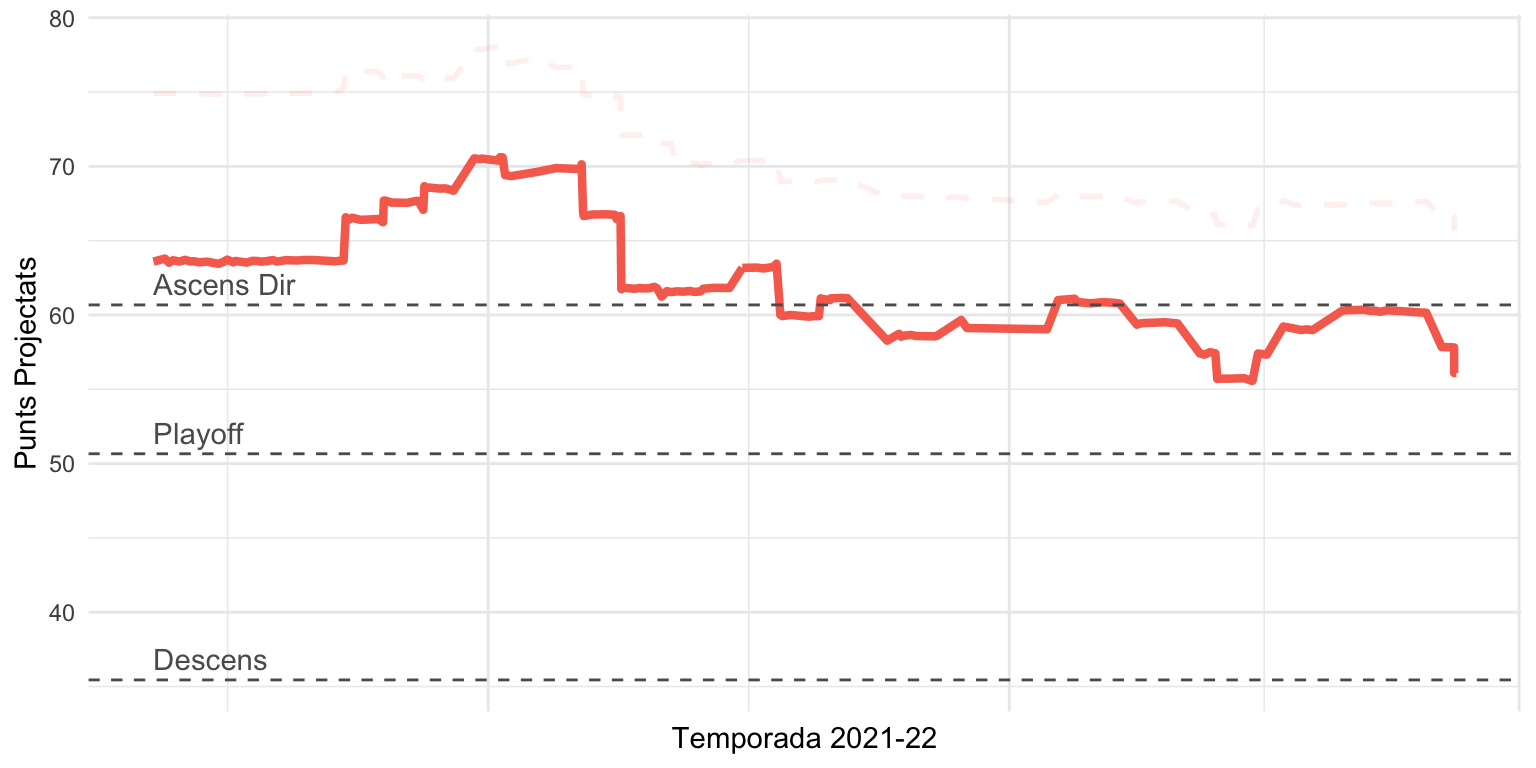 80
70
60
50
40
Punts Projectats
Ascens Dir
Playoff
Descens
Temporada 2021-22